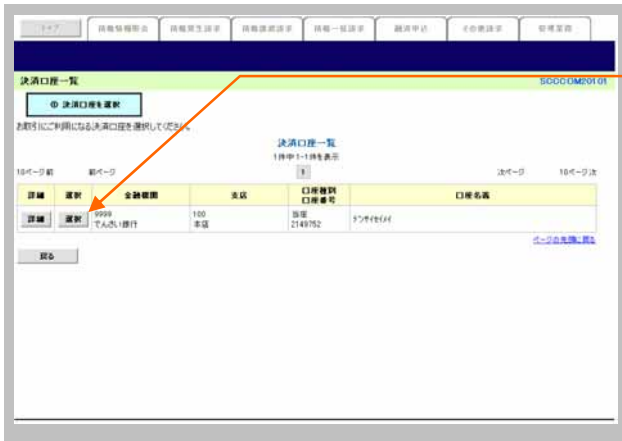 トップ 債権情報照会 債権発生請求 債権譲渡請求 債権一括請求 融資申込 その他請求 管理業務
決済口座一覧 SCCCOM20101
① 決済口座を選択
お取引にご利用になる決済口座を選択してください。
決済口座一覧
1件中1-1件を表示
10ページ前 前ページ 1 次ページ 10ページ次
詳細 選択 金融機関 支店 口座種別 口座番号 口座名義
詳細 選択 9999 でんさい銀行 100 本店 当座 2149752
ページの先頭に戻る
戻る